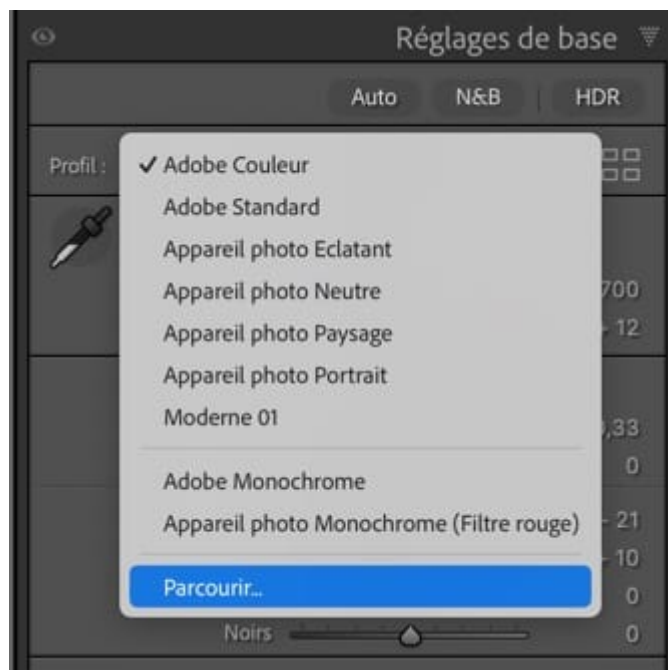 Réglages de base
Auto N&B HDR
Profil :
✓ Adobe Couleur
Adobe Standard
Appareil photo Eclatant
Appareil photo Neutre
700
Appareil photo Paysage
12
Appareil photo Portrait
Moderne 01
,33
0
Adobe Monochrome
Appareil photo Monochrome (Filtre rouge)
- 21
10
Parcourir...
0
Noirs 0